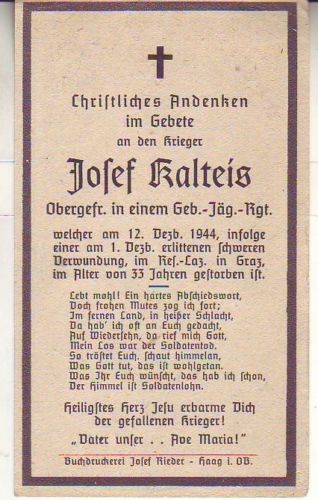 Christliches Andenken
im Gebete
an den Krieger
Josef Kalteis
Obergefr. in einem Geb.-Jäg.-Rgt.
welcher am 12. Dezb. 1944, infolge
einer am 1. Dezb. erlittenen schweren
Verwundung, im Res.-Laz. in Graz,
im Alter von 33 Jahren gestorben ist.
Lebt wohl! Ein hartes Abschiedswort,
Doch frohen Mutes zog ich fort;
Im fernen Land, in heißer Schlacht,
Da hab' ich oft an Euch gedacht,
Auf Wiedersehn, da rief mich Gott,
Mein Los war der Soldatentod.
So tröstet Euch, schaut himmelan,
Was Gott tut, das ist wohlgetan.
Was Ihr Euch wünscht, das hab ich schon,
Der Himmel ist Soldatenlohn.
Heiligstes Herz Jesu erbarme Dich
der gefallenen Krieger!
„Vater unser . . Ave Maria!"
Buchdruckerei Josef Rieder - Haag i. OB.